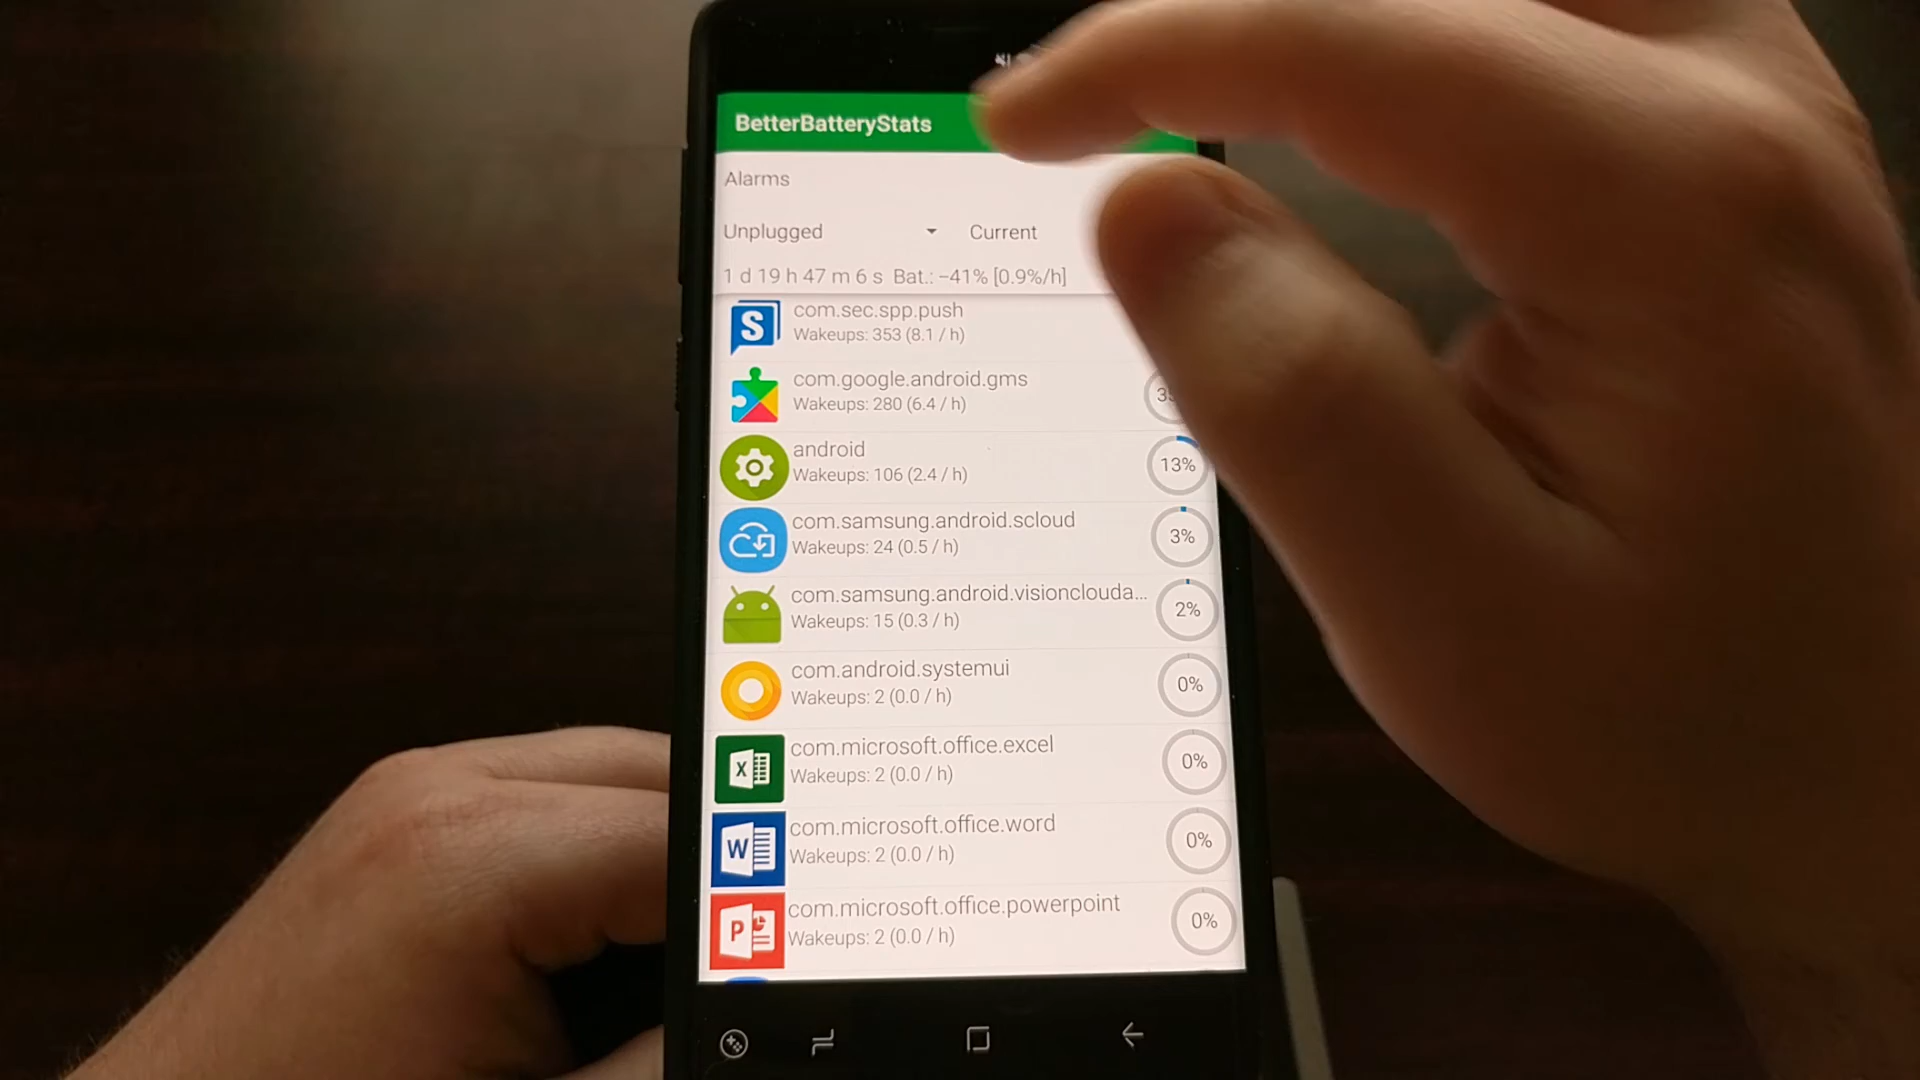 BetterBatteryStats
Alarms
Unplugged Current
1 d 19 h 47 m 6 s Bat.: –41% [0.9%/h]
com.sec.spp.push
Wakeups: 353 (8.1 / h)
S
com.google.android.gms
Wakeups: 280 (6.4 / h)
android
Wakeups: 106 (2.4 / h)
13%
com.samsung.android.scloud
Wakeups: 24 (0.5 / h)
3%
com.samsung.android.visionclouda...
Wakeups: 15 (0.3 / h)
2%
com.android.systemui
Wakeups: 2 (0.0 / h)
0%
com.microsoft.office.excel
Wakeups: 2 (0.0 / h)
X
0%
com.microsoft.office.word
Wakeups: 2 (0.0 / h)
W
0%
com.microsoft.office.powerpoint
Wakeups: 2 (0.0 / h)
P
0%